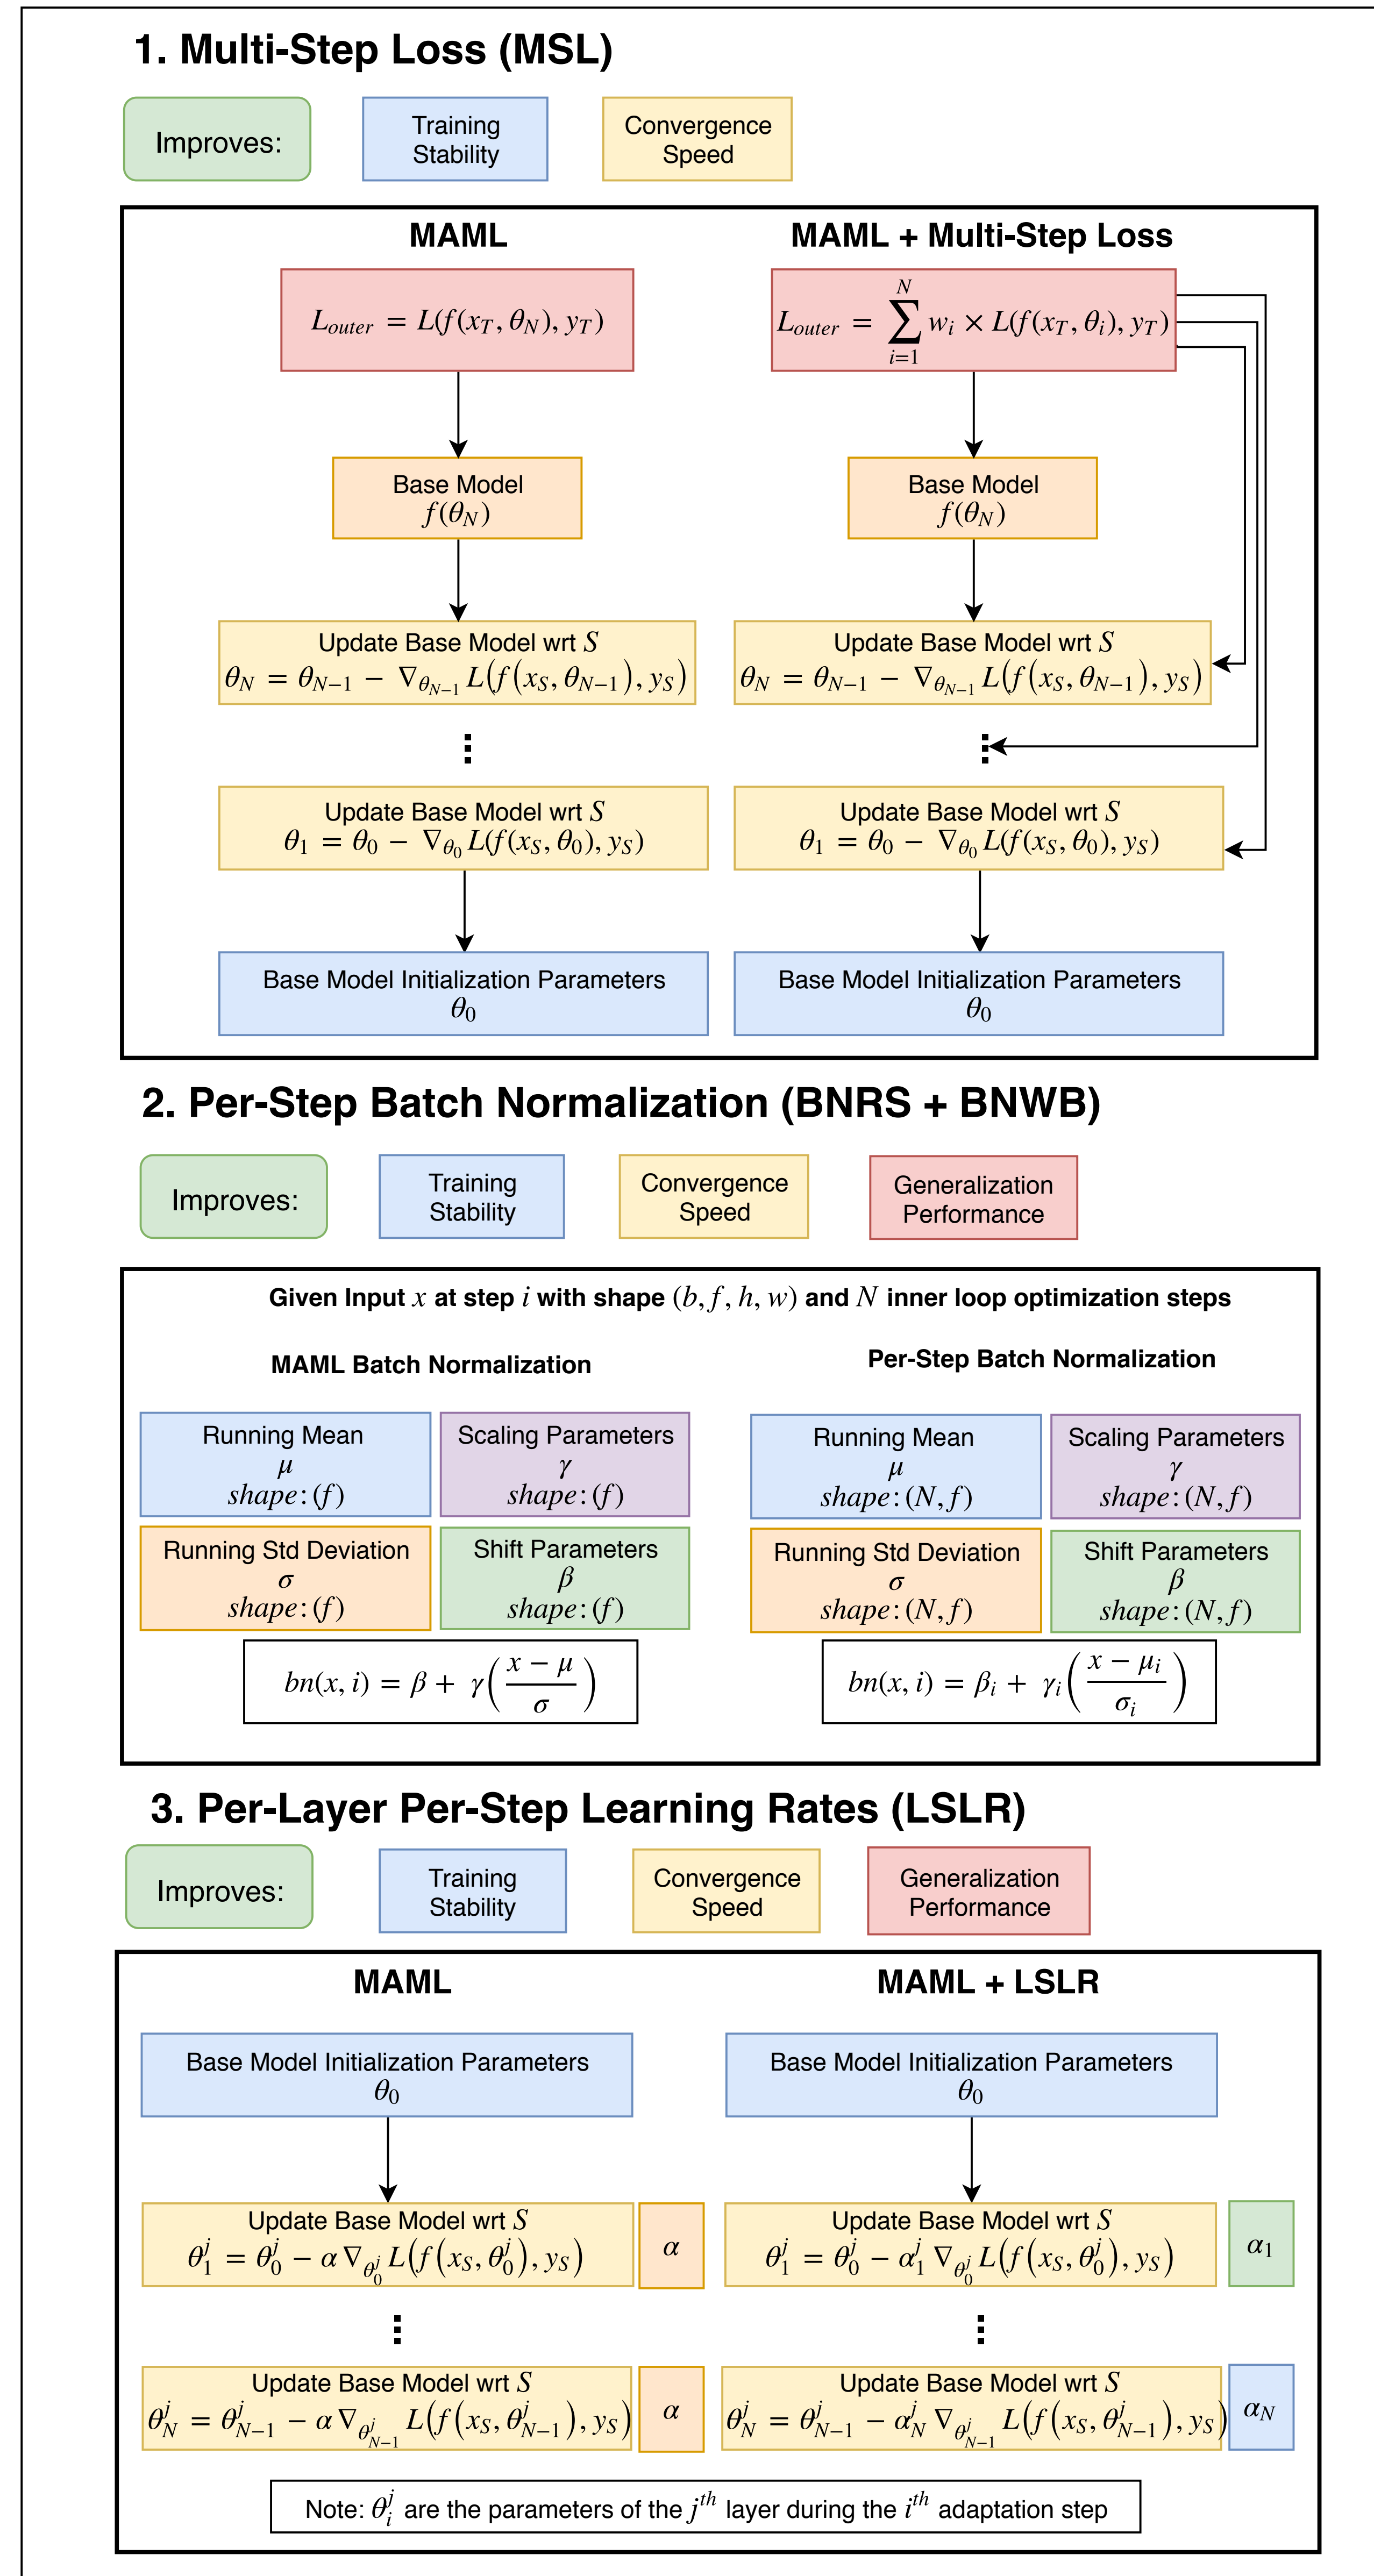 1. Multi-Step Loss (MSL)
Improves:
Training
Stability
Convergence
Speed
MAML
MAML + Multi-Step Loss
L_{outer} = L(f(x_T, θ_N), y_T)
L_{outer} = \sum_{i=1}^{N} w_i × L(f(x_T, θ_i), y_T)
Base Model
f(θ_N)
Base Model
f(θ_N)
Update Base Model wrt S
θ_N = θ_{N−1} − ∇_{θ_{N−1}} L(f(x_S, θ_{N−1}), y_S)
Update Base Model wrt S
θ_N = θ_{N−1} − ∇_{θ_{N−1}} L(f(x_S, θ_{N−1}), y_S)
Update Base Model wrt S
θ_1 = θ_0 − ∇_{θ_0} L(f(x_S, θ_0), y_S)
Update Base Model wrt S
θ_1 = θ_0 − ∇_{θ_0} L(f(x_S, θ_0), y_S)
Base Model Initialization Parameters
θ_0
Base Model Initialization Parameters
θ_0
2. Per-Step Batch Normalization (BNRS + BNWB)
Improves:
Training
Stability
Convergence
Speed
Generalization
Performance
Given Input x at step i with shape (b, f, h, w) and N inner loop optimization steps
MAML Batch Normalization
Per-Step Batch Normalization
Running Mean
μ
shape: (f)
Scaling Parameters
γ
shape: (f)
Running Mean
μ
shape: (N, f)
Scaling Parameters
γ
shape: (N, f)
Running Std Deviation
σ
shape: (f)
Shift Parameters
β
shape: (f)
Running Std Deviation
σ
shape: (N, f)
Shift Parameters
β
shape: (N, f)
bn(x, i) = β + γ(\frac{x − μ}{σ})
bn(x, i) = β_i + γ_i(\frac{x − μ_i}{σ_i})
3. Per-Layer Per-Step Learning Rates (LSLR)
Improves:
Training
Stability
Convergence
Speed
Generalization
Performance
MAML
MAML + LSLR
Base Model Initialization Parameters
θ_0
Base Model Initialization Parameters
θ_0
Update Base Model wrt S
θ_1^j = θ_0^j − α ∇_{θ_0^j} L(f(x_S, θ_0^j), y_S)
α
Update Base Model wrt S
θ_1^j = θ_0^j − α_1^j ∇_{θ_0^j} L(f(x_S, θ_0^j), y_S)
α_1
Update Base Model wrt S
θ_N^j = θ_{N−1}^j − α ∇_{θ_{N−1}^j} L(f(x_S, θ_{N−1}^j), y_S)
α
Update Base Model wrt S
θ_N^j = θ_{N−1}^j − α_N^j ∇_{θ_{N−1}^j} L(f(x_S, θ_{N−1}^j), y_S)
α_N
Note: θ_i^j are the parameters of the j^{th} layer during the i^{th} adaptation step